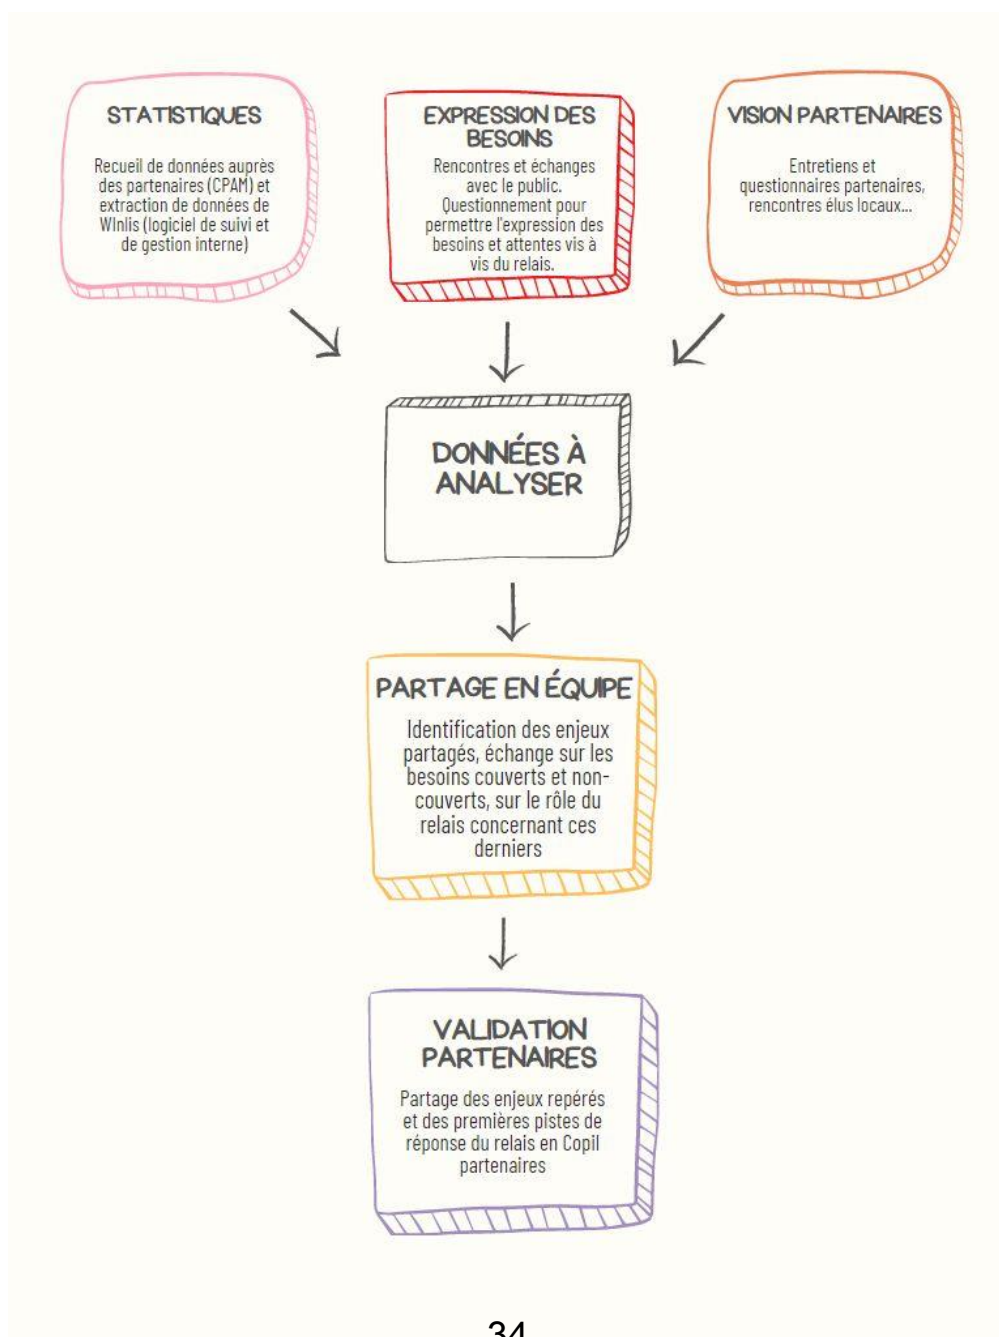 STATISTIQUES
Recueil de données auprès
des partenaires (CPAM) et
extraction de données de
WInlis (logiciel de suivi et
de gestion interne)
EXPRESSION DES
BESOINS
Rencontres et échanges
avec le public.
Questionnement pour
permettre l'expression des
besoins et attentes vis à
vis du relais.
VISION PARTENAIRES
Entretiens et
questionnaires partenaires,
rencontres élus locaux...
DONNÉES À
ANALYSER
PARTAGE EN ÉQUIPE
Identification des enjeux
partagés, échange sur les
besoins couverts et non-
couverts, sur le rôle du
relais concernant ces
derniers
VALIDATION
PARTENAIRES
Partage des enjeux repérés
et des premières pistes de
réponse du relais en Copil
partenaires
34